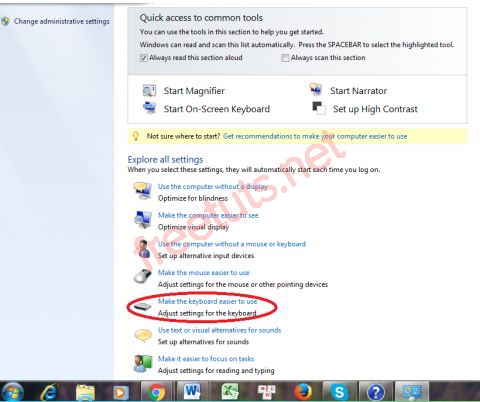 Change administrative settings
Quick access to common tools
You can use the tools in this section to help you get started.
Windows can read and scan this list automatically. Press the SPACEBAR to select the highlighted tool.
Always read this section aloud Always scan this section
Start Magnifier Start Narrator
Start On-Screen Keyboard Set up High Contrast
Not sure where to start? Get recommendations to make your computer easier to use
Explore all settings
When you select these settings, they will automatically start each time you log on.
Use the computer without a display
Optimize for blindness
Make the computer easier to see
Optimize visual display
Use the computer without a mouse or keyboard
Set up alternative input devices
Make the mouse easier to use
Adjust settings for the mouse or other pointing devices
Make the keyboard easier to use
Adjust settings for the keyboard
Use text or visual alternatives for sounds
Set up alternatives for sounds
Make it easier to focus on tasks
Adjust settings for reading and typing
freetuts.net